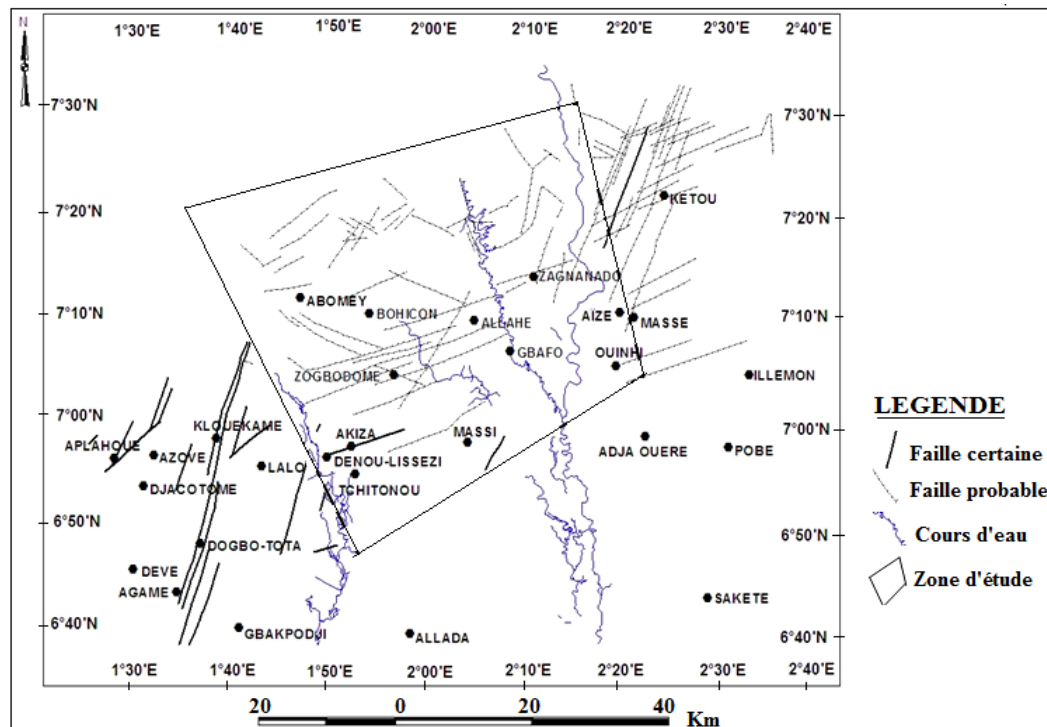 N
1°30'E 1°40'E 1°50'E 2°00'E 2°10'E 2°20'E 2°30'E 2°40'E
7°30'N 7°30'N
KETOU
7°20'N 7°20'N
ZAGNANADO
ABOMEY
BOHICON
AIZE
MASSE
7°10'N 7°10'N
ALLAHE
GBAFO
OUINHI
ZOGBODOME
ILLEMON
LEGENDE
7°00'N 7°00'N
KLOUEKAME
AKIZA
MASSI
APLAHOUE
AZOVE
LALO
DENOU-LISSEZI
ADJA OUERE
POBE
Faille certaine
DJACOTOME
TCHITONOU
Faille probable
6°50'N 6°50'N
Cours d'eau
DOGBO-TOTA
DEVE
Zone d'étude
AGAME
SAKETE
6°40'N 6°40'N
GBAKPODJI
ALLADA
1°30'E 1°40'E 1°50'E 2°00'E 2°10'E 2°20'E 2°30'E 2°40'E
20 0 20 40 Km